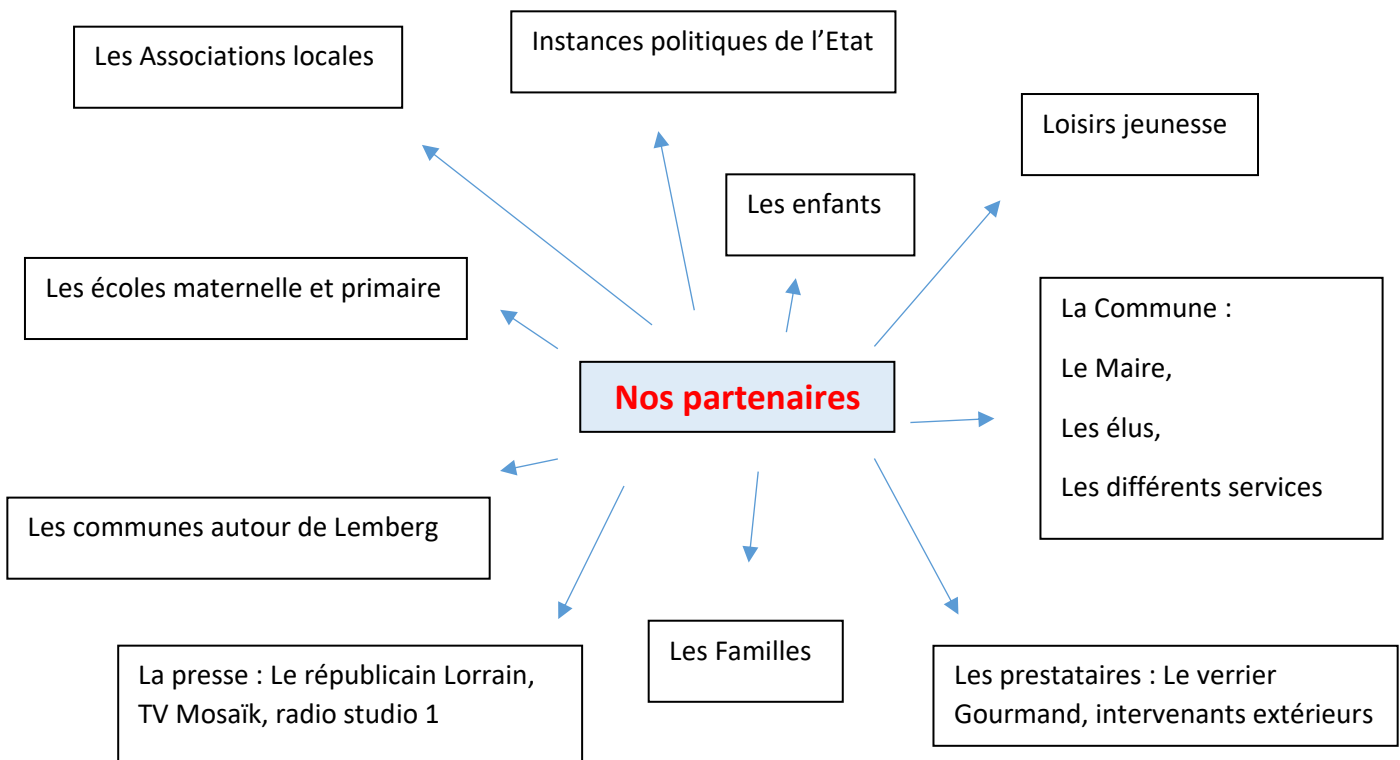 Instances politiques de l’Etat
Les Associations locales
Loisirs jeunesse
Les enfants
Les écoles maternelle et primaire
La Commune :
Le Maire,
Les élus,
Les différents services
Nos partenaires
Les communes autour de Lemberg
Les Familles
La presse : Le républicain Lorrain,
TV Mosaïk, radio studio 1
Les prestataires : Le verrier
Gourmand, intervenants extérieurs